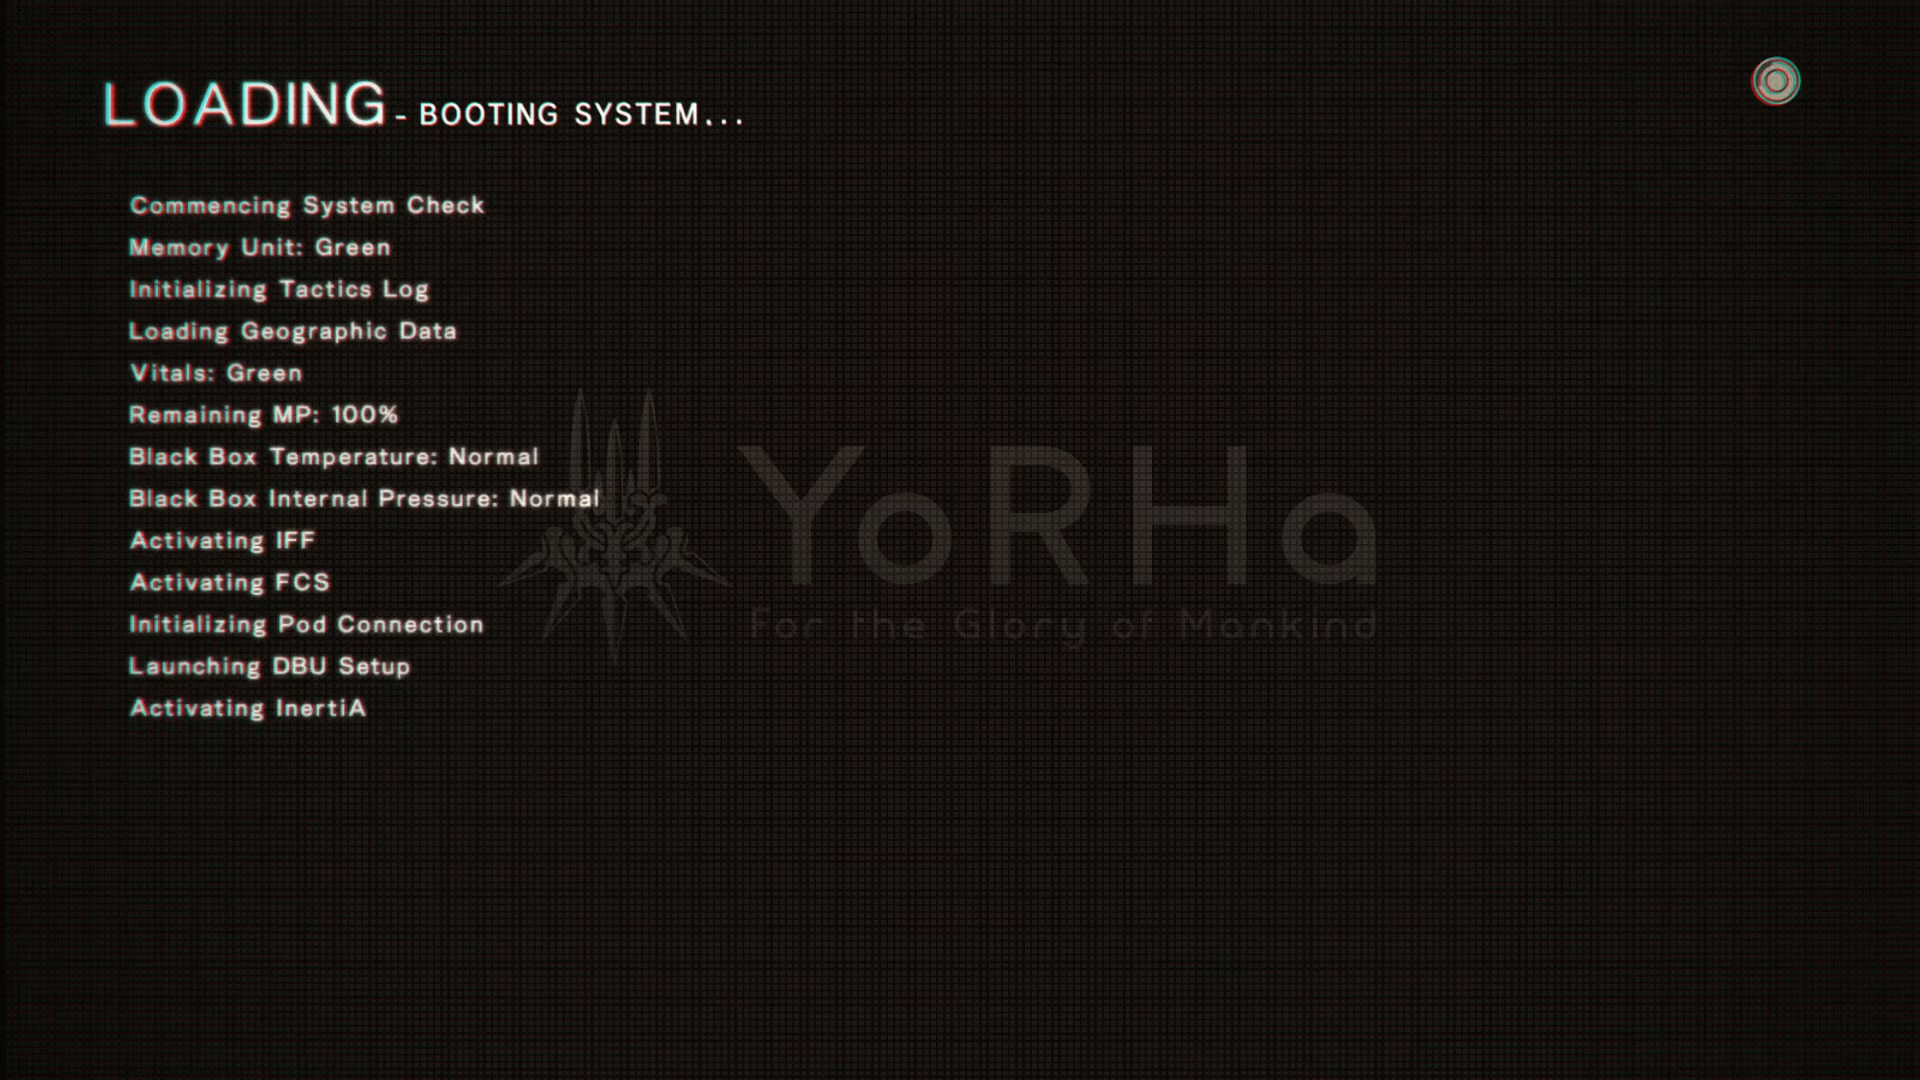 LOADING - BOOTING SYSTEM...
Commencing System Check
Memory Unit: Green
Initializing Tactics Log
Loading Geographic Data
Vitals: Green
Remaining MP: 100%
Black Box Temperature: Normal
Black Box Internal Pressure: Normal
Activating IFF
Activating FCS
Initializing Pod Connection
Launching DBU Setup
Activating InertiA
YoRHa
For the Glory of Mankind